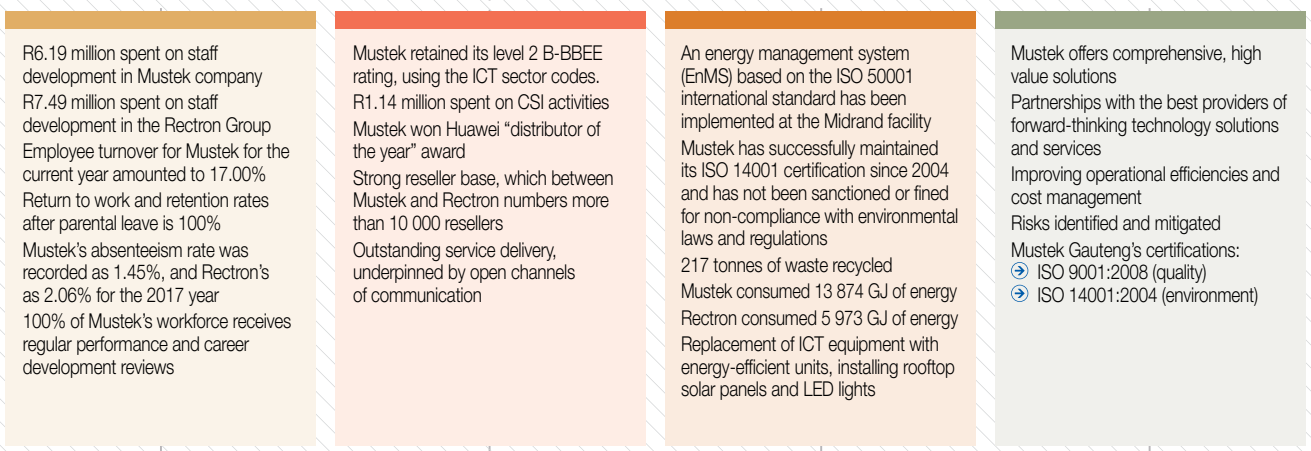 R6.19 million spent on staff
development in Mustek company
R7.49 million spent on staff
development in the Rectron Group
Employee turnover for Mustek for the
current year amounted to 17.00%
Return to work and retention rates
after parental leave is 100%
Mustek's absenteeism rate was
recorded as 1.45%, and Rectron's
as 2.06% for the 2017 year
100% of Mustek's workforce receives
regular performance and career
development reviews
Mustek retained its level 2 B-BBEE
rating, using the ICT sector codes.
R1.14 million spent on CSI activities
Mustek won Huawei “distributor of
the year” award
Strong reseller base, which between
Mustek and Rectron numbers more
than 10 000 resellers
Outstanding service delivery,
underpinned by open channels
of communication
An energy management system
(EnMS) based on the ISO 50001
international standard has been
implemented at the Midrand facility
Mustek has successfully maintained
its ISO 14001 certification since 2004
and has not been sanctioned or fined
for non-compliance with environmental
laws and regulations
217 tonnes of waste recycled
Mustek consumed 13 874 GJ of energy
Rectron consumed 5 973 GJ of energy
Replacement of ICT equipment with
energy-efficient units, installing rooftop
solar panels and LED lights
Mustek offers comprehensive, high
value solutions
Partnerships with the best providers of
forward-thinking technology solutions
and services
Improving operational efficiencies and
cost management
Risks identified and mitigated
Mustek Gauteng's certifications:
ISO 9001:2008 (quality)
ISO 14001:2004 (environment)